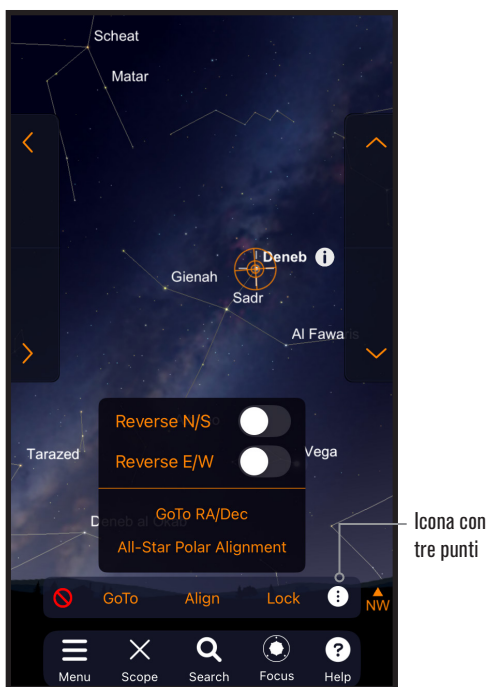 Scheat
Matar
Deneb
Gienah
Sadr
Al Fawaris
Reverse N/S
Reverse E/W
Tarazed
Vega
GoTo RA/Dec
Deneb al Okab
All-Star Polar Alignment
Icona con
tre punti
GoTo Align Lock
NW
Menu Scope Search Focus Help